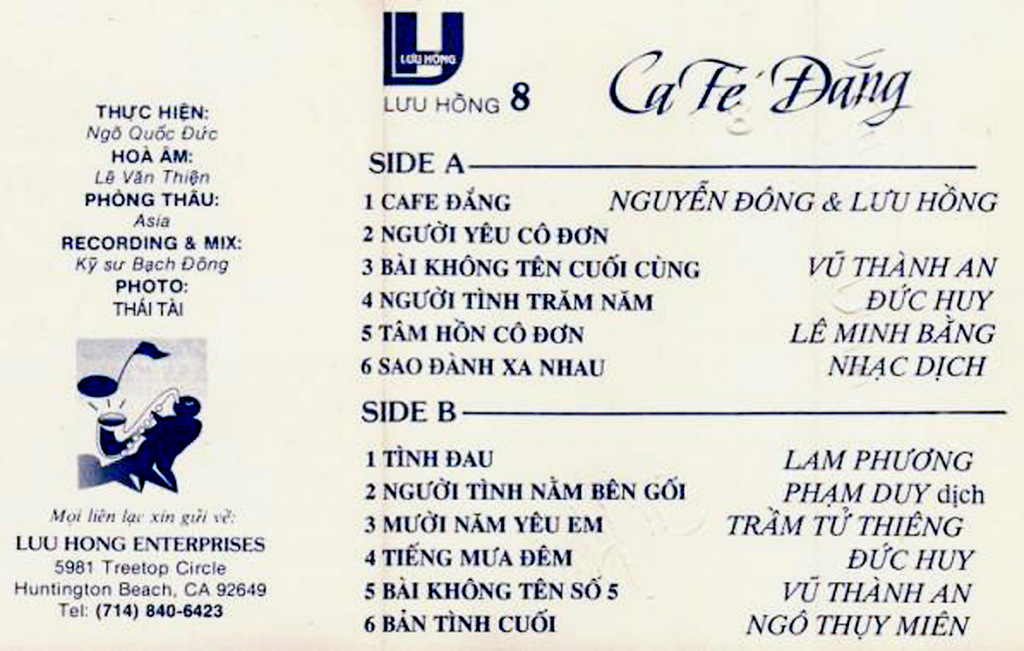 THỰC HIỆN:
Ngô Quốc Đức
HOÀ ÂM:
Lê Văn Thiện
PHÒNG THÂU:
Asia
RECORDING & MIX:
Kỹ sư Bạch Đông
PHOTO:
THÁI TÀI
Mọi liên lạc xin gửi về:
LUU HONG ENTERPRISES
5981 Treetop Circle
Huntington Beach, CA 92649
Tel: (714) 840-6423
LƯU HỒNG
LƯU HỒNG 8
Ca Fé Đắng
SIDE A
1 CAFE ĐẮNG NGUYỄN ĐÔNG & LƯU HỒNG
2 NGƯỜI YÊU CÔ ĐƠN
3 BÀI KHÔNG TÊN CUỐI CÙNG VŨ THÀNH AN
4 NGƯỜI TÌNH TRĂM NĂM ĐỨC HUY
5 TÂM HỒN CÔ ĐƠN LÊ MINH BẰNG
6 SAO ĐÀNH XA NHAU NHẠC DỊCH
SIDE B
1 TÌNH ĐAU LAM PHƯƠNG
2 NGƯỜI TÌNH NẰM BÊN GỐI PHẠM DUY dịch
3 MƯỜI NĂM YÊU EM TRẦM TỬ THIÊNG
4 TIẾNG MƯA ĐÊM ĐỨC HUY
5 BÀI KHÔNG TÊN SỐ 5 VŨ THÀNH AN
6 BẢN TÌNH CUỐI NGÔ THỤY MIÊN